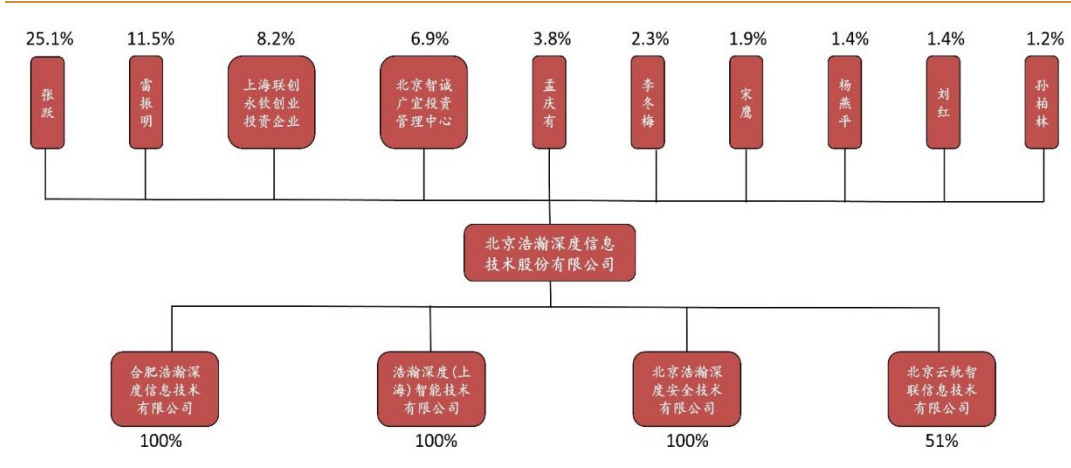 25.1%
11.5%
8.2%
6.9%
3.8%
2.3%
1.9%
1.4%
1.4%
1.2%
张跃
雷振明
上海联创
永钦创业
投资企业
北京智诚
广宜投资
管理中心
孟庆有
李冬梅
宋鹰
杨燕平
刘红
孙柏林
北京浩瀚深度信息
技术股份有限公司
合肥浩瀚深
度信息技术
有限公司
浩瀚深度(上
海)智能技术
有限公司
北京浩瀚深
度安全技术
有限公司
北京云轨智
联信息技术
有限公司
100%
100%
100%
51%